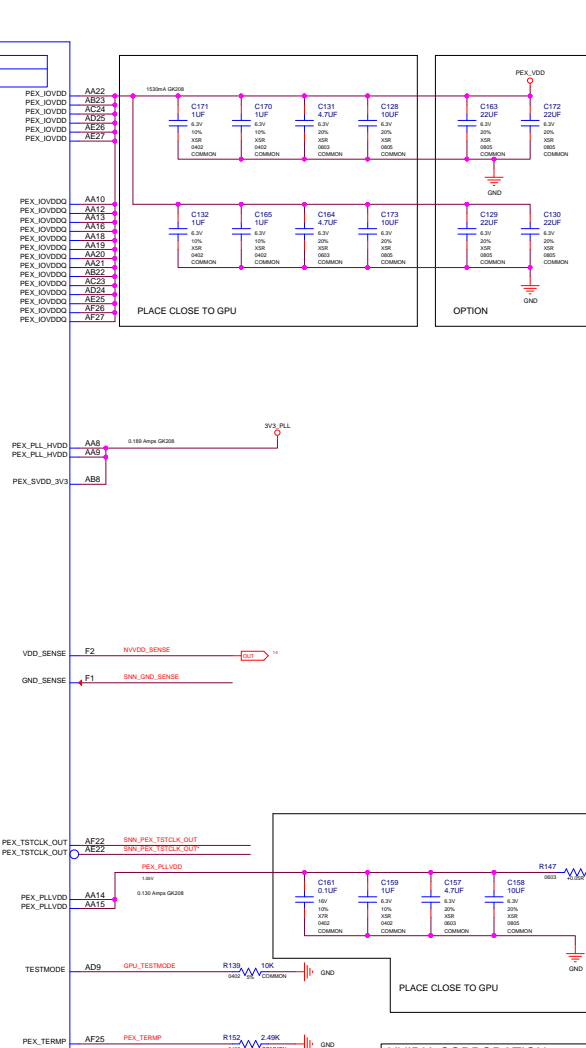 PEX_VDD
1530mA GK208
PEX_IOVDD AA22
PEX_IOVDD AB23
PEX_IOVDD AC24
PEX_IOVDD AD25
PEX_IOVDD AE26
PEX_IOVDD AE27
C171 C170 C131 C128 C163 C172
1UF 1UF 4.7UF 10UF 22UF 22UF
6.3V 6.3V 6.3V 6.3V 6.3V 6.3V
10% 10% 20% 20% 20% 20%
X5R X5R X5R X5R X5R X5R
0402 0402 0603 0805 0805 0805
COMMON COMMON COMMON COMMON COMMON COMMON
GND
PEX_IOVDDQ AA10
PEX_IOVDDQ AA12
PEX_IOVDDQ AA13
PEX_IOVDDQ AA16
PEX_IOVDDQ AA18
PEX_IOVDDQ AA19
PEX_IOVDDQ AA20
PEX_IOVDDQ AA21
PEX_IOVDDQ AB22
PEX_IOVDDQ AC23
PEX_IOVDDQ AD24
PEX_IOVDDQ AE25
PEX_IOVDDQ AF26
PEX_IOVDDQ AF27
C132 C165 C164 C173 C129 C130
1UF 1UF 4.7UF 10UF 22UF 22UF
6.3V 6.3V 6.3V 6.3V 6.3V 6.3V
10% 10% 20% 20% 20% 20%
X5R X5R X5R X5R X5R X5R
0402 0402 0603 0805 0805 0805
COMMON COMMON COMMON COMMON COMMON COMMON
GND
PLACE CLOSE TO GPU
OPTION
3V3_PLL
PEX_PLL_HVDD AA8 0.189 Amps GK208
PEX_PLL_HVDD AA9
PEX_SVDD_3V3 AB8
VDD_SENSE F2 NVVDD_SENSE OUT 14
GND_SENSE F1 SNN_GND_SENSE
PEX_TSTCLK_OUT AF22 SNN_PEX_TSTCLK_OUT
PEX_TSTCLK_OUT AE22 SNN_PEX_TSTCLK_OUT*
PEX_PLLVDD
1.05V
R147
0603 +0.05R
PEX_PLLVDD AA14 0.130 Amps GK208
PEX_PLLVDD AA15
C161 C159 C157 C158
0.1UF 1UF 4.7UF 10UF
16V 6.3V 6.3V 6.3V
10% 10% 20% 20%
X7R X5R X5R X5R
0402 0402 0603 0805
COMMON COMMON COMMON COMMON
GND
PLACE CLOSE TO GPU
TESTMODE AD9 GPU_TESTMODE R139 10K GND
0402 COMMON
PEX_TERMP AF25 PEX_TERMP R152 2.49K GND